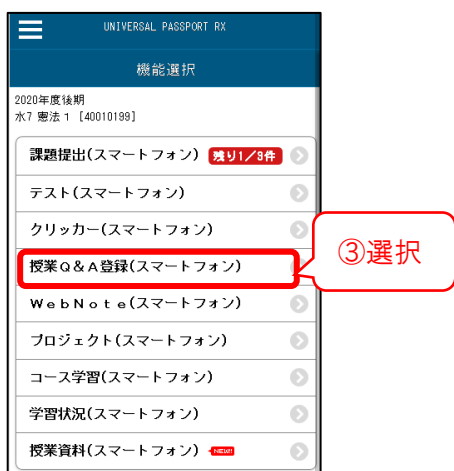 UNIVERSAL PASSPORT RX
機能選択
2020年度後期
水7 憲法1 [40010199]
課題提出(スマートフォン) 残り1/3件
テスト(スマートフォン)
クリッカー(スマートフォン)
授業Q&A登録(スマートフォン)
③選択
WebNote(スマートフォン)
プロジェクト(スマートフォン)
コース学習(スマートフォン)
学習状況(スマートフォン)
授業資料(スマートフォン) NEW!!